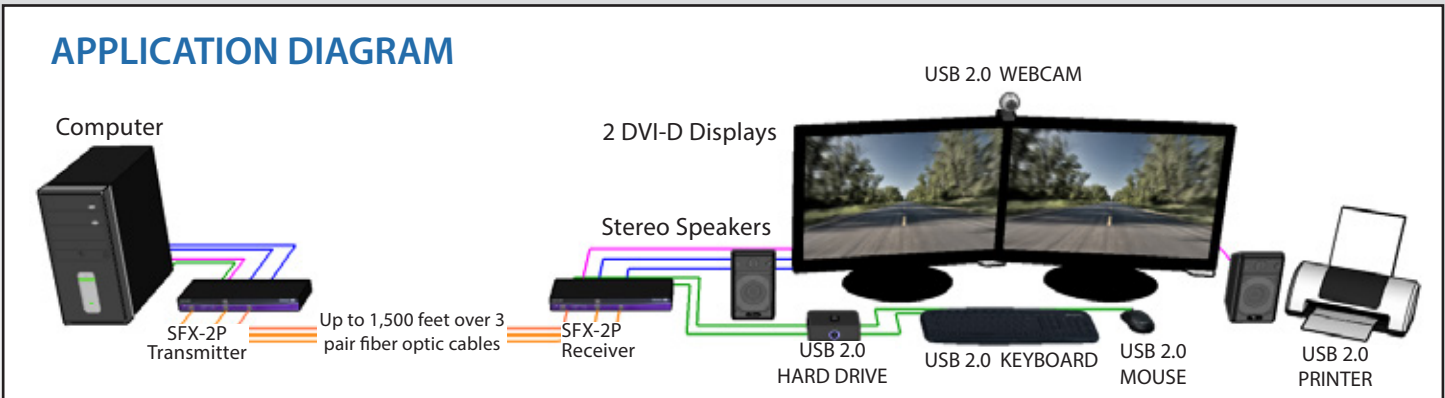 APPLICATION DIAGRAM
USB 2.0 WEBCAM
Computer
2 DVI-D Displays
Stereo Speakers
SFX-2P
Transmitter
Up to 1,500 feet over 3
pair fiber optic cables
SFX-2P
Receiver
USB 2.0
HARD DRIVE
USB 2.0 KEYBOARD
USB 2.0
MOUSE
USB 2.0
PRINTER